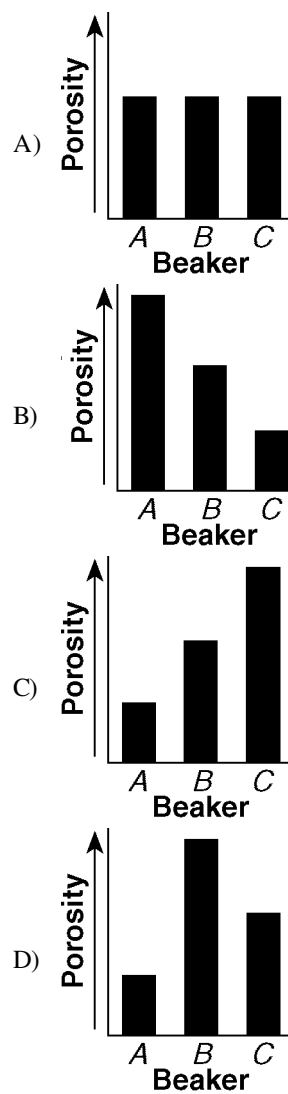 A)
Porosity
A B C
Beaker
B)
Porosity
A B C
Beaker
C)
Porosity
A B C
Beaker
D)
Porosity
A B C
Beaker